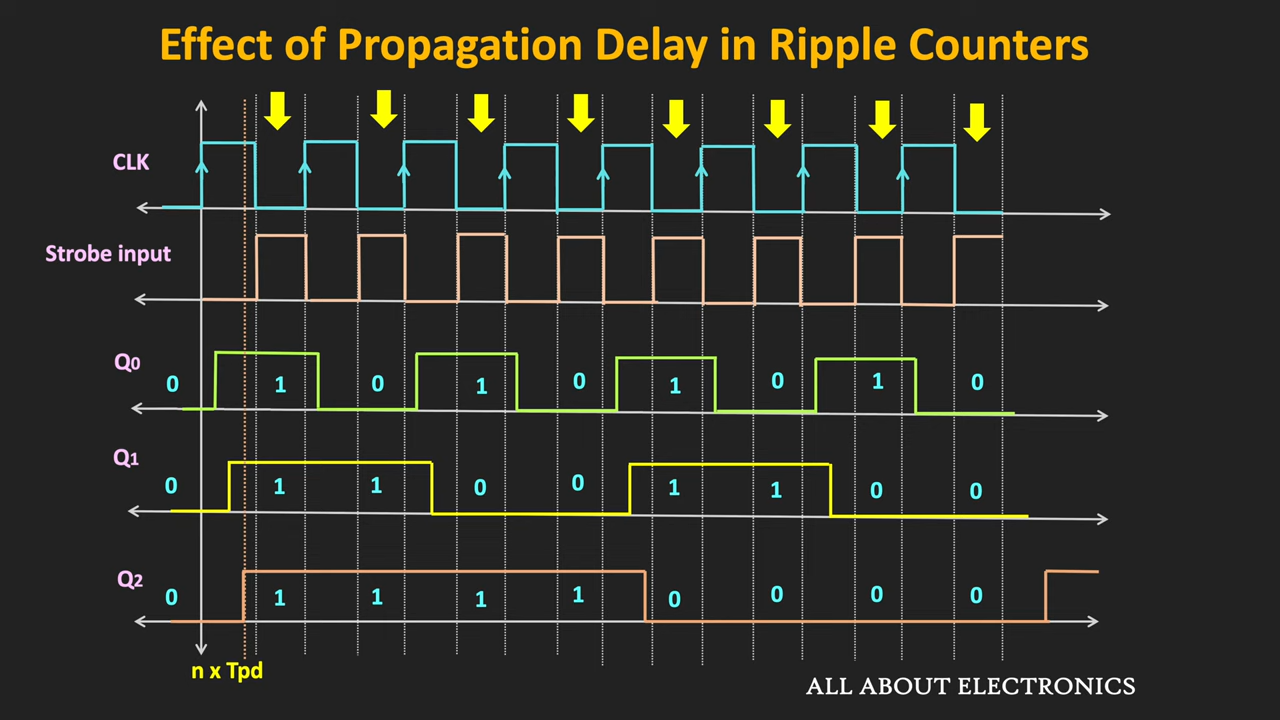 Effect of Propagation Delay in Ripple Counters
CLK
Strobe input
Q0
0 1 0 1 0 1 0 1 0
Q1
0 1 1 0 0 1 1 0 0
Q2
0 1 1 1 1 0 0 0 0
n x Tpd
ALL ABOUT ELECTRONICS